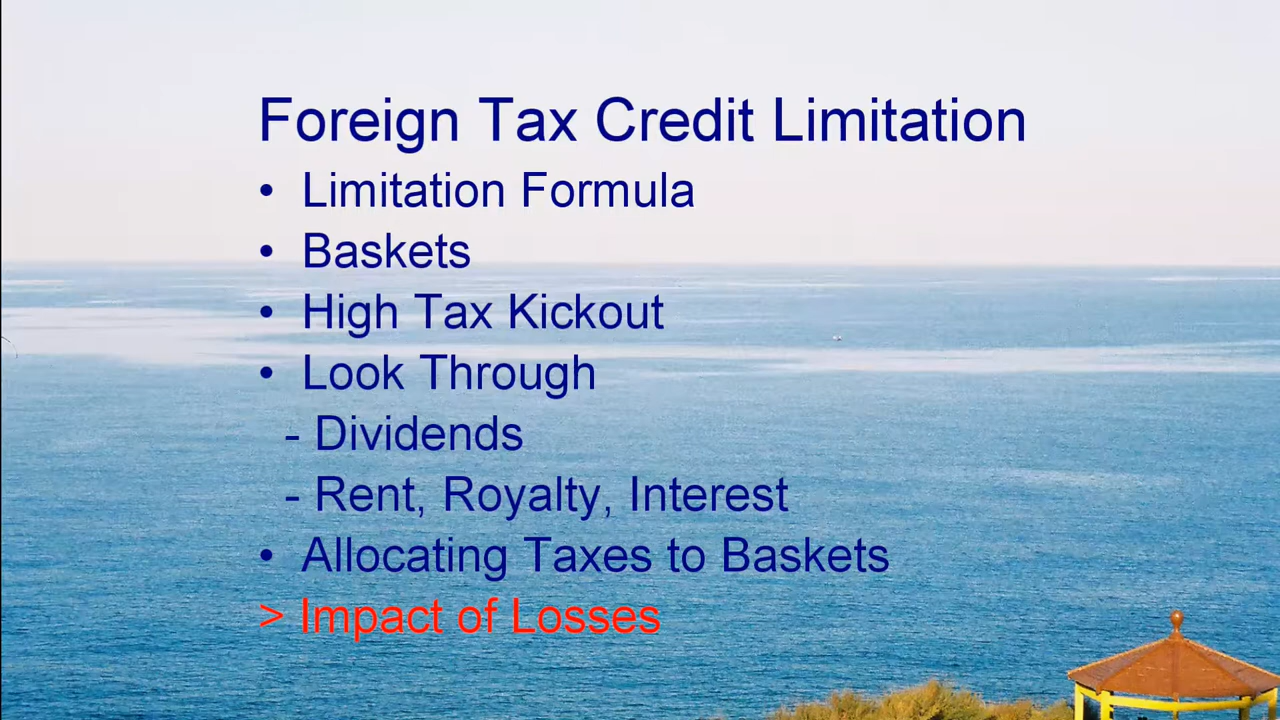 Foreign Tax Credit Limitation
• Limitation Formula
• Baskets
• High Tax Kickout
• Look Through
- Dividends
- Rent, Royalty, Interest
• Allocating Taxes to Baskets
> Impact of Losses